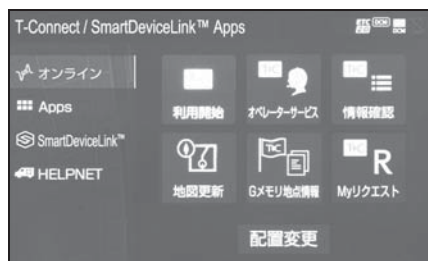 T-Connect / SmartDeviceLink™ Apps
ETC DCM
オンライン
Apps
SmartDeviceLink™
HELPNET
利用開始
オペレーターサービス
情報確認
地図更新
Gメモリ地点情報
Myリクエスト
配置変更